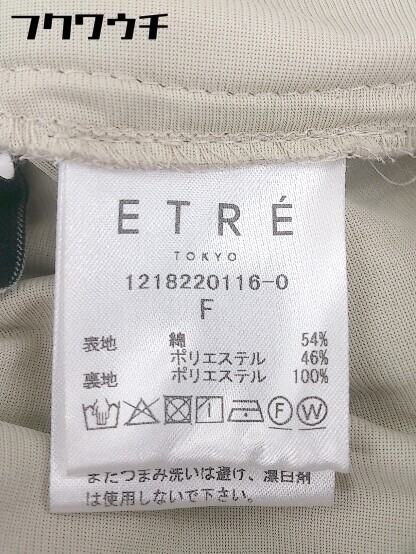 フクワウチ
ETRÉ
TOKYO
1218220116-0
F
表地 綿 54%
ポリエステル 46%
裏地 ポリエステル 100%
F W
またつまみ洗いは避け、漂白剤
は使用しないで下さい。